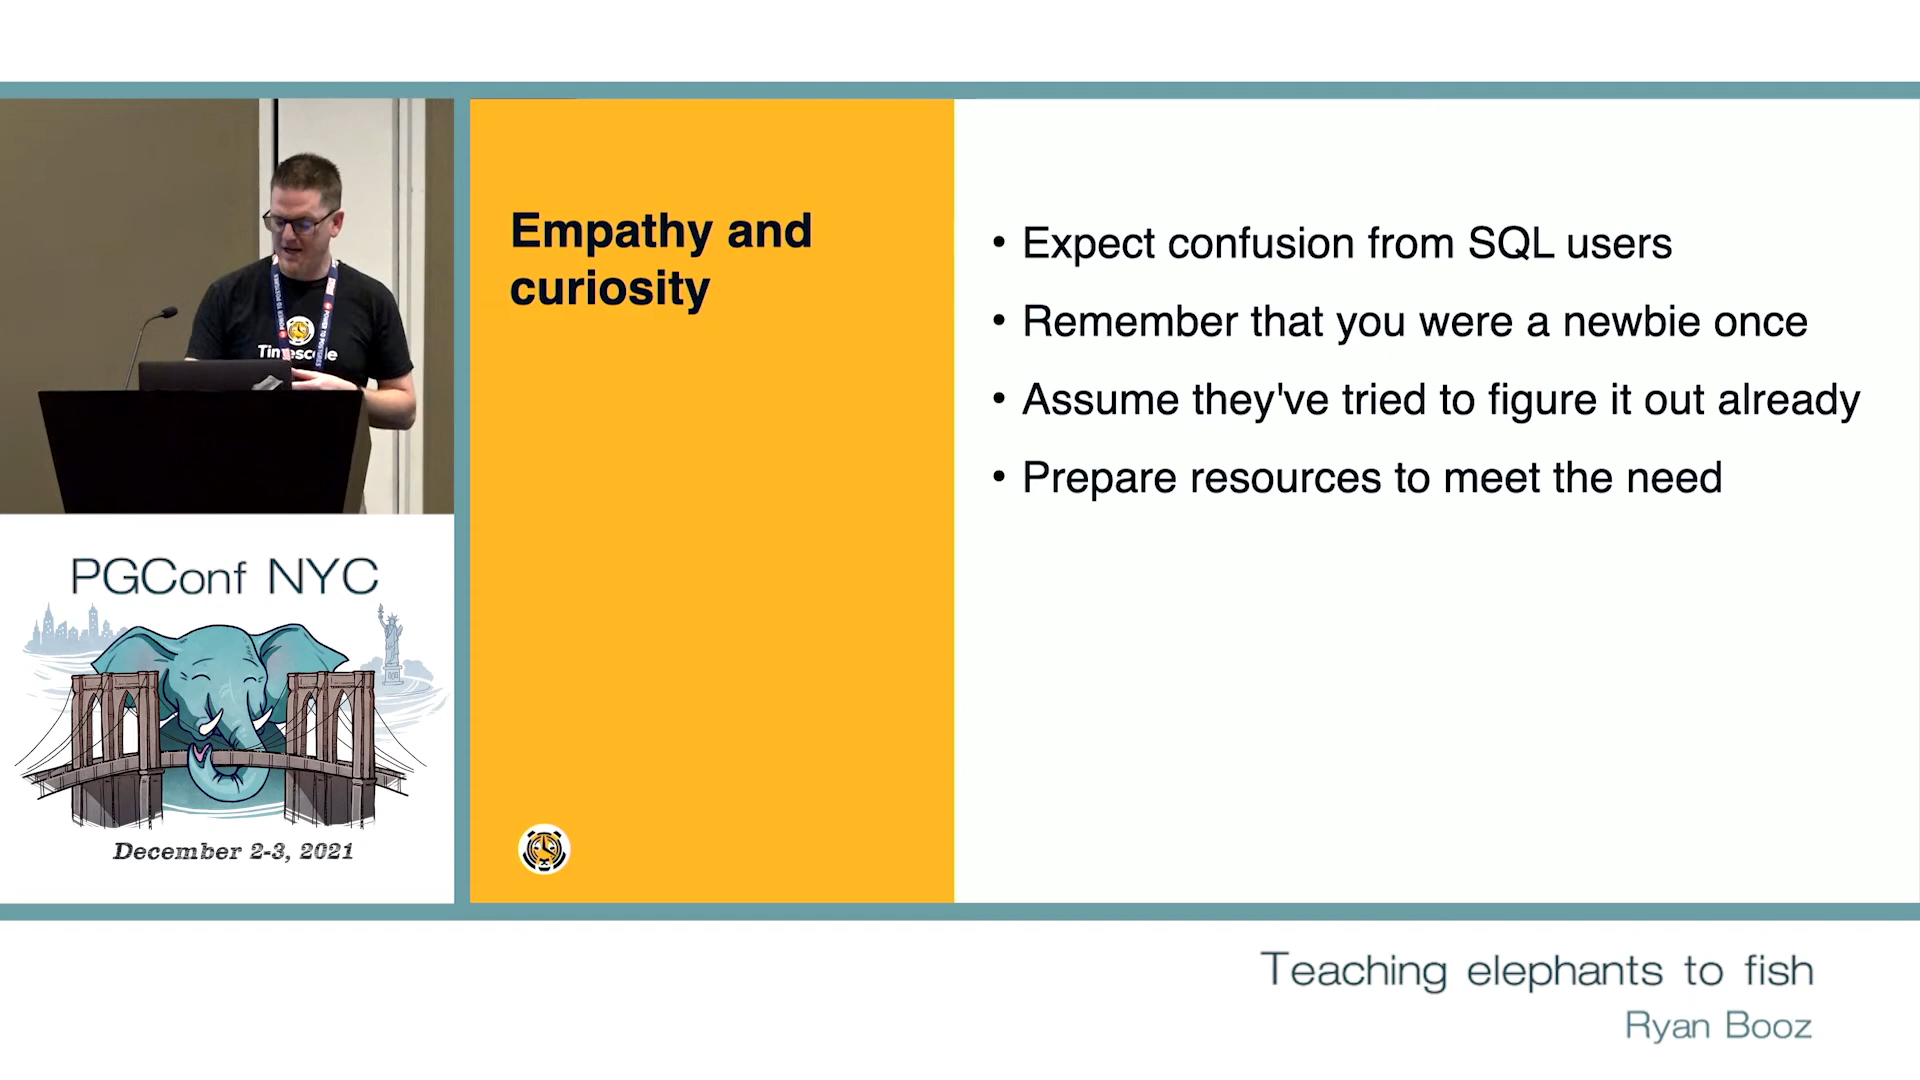 Empathy and
curiosity
• Expect confusion from SQL users
• Remember that you were a newbie once
• Assume they've tried to figure it out already
• Prepare resources to meet the need
PGConf NYC
December 2-3, 2021
Teaching elephants to fish
Ryan Booz